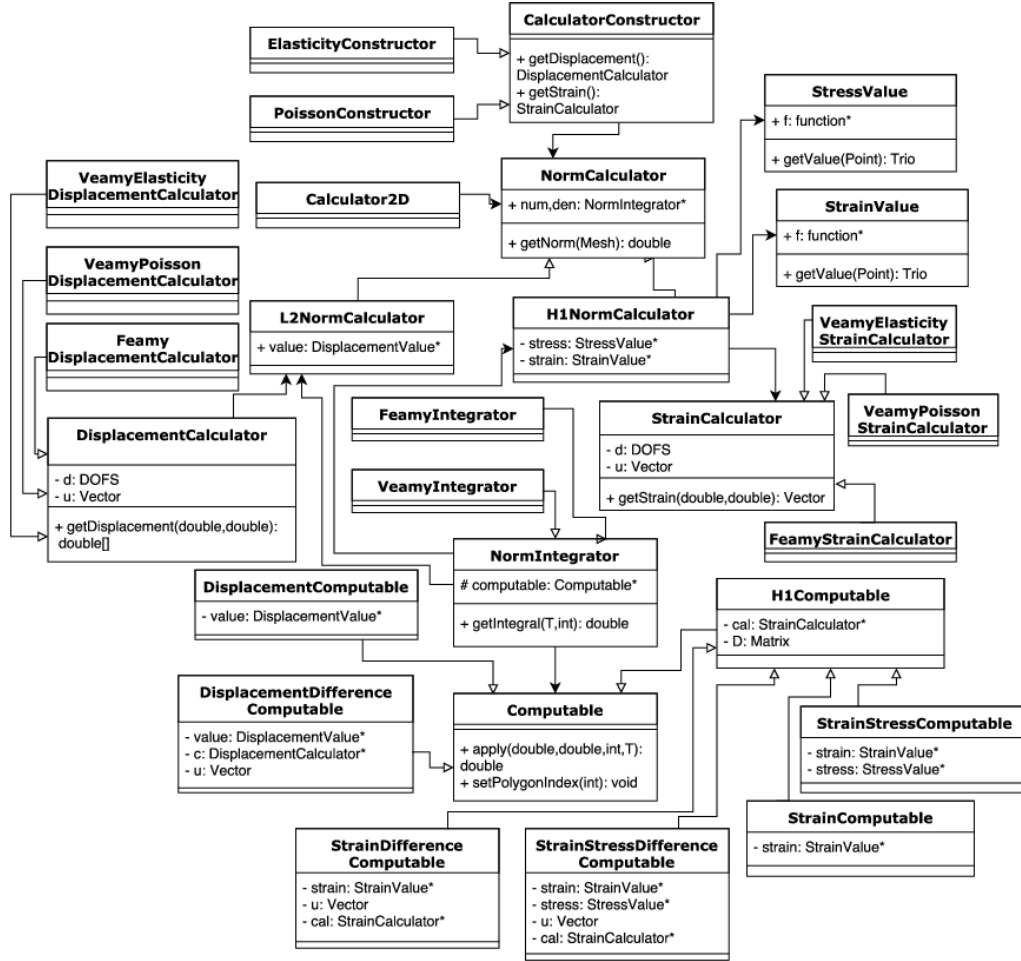 CalculatorConstructor
+ getDisplacement():
DisplacementCalculator
+ getStrain():
StrainCalculator
ElasticityConstructor
PoissonConstructor
StressValue
+ f: function*
+ getValue(Point): Trio
NormCalculator
+ num,den: NormIntegrator*
+ getNorm(Mesh): double
Calculator2D
VeamyElasticity
DisplacementCalculator
StrainValue
+ f: function*
+ getValue(Point): Trio
VeamyPoisson
DisplacementCalculator
L2NormCalculator
+ value: DisplacementValue*
H1NormCalculator
- stress: StressValue*
- strain: StrainValue*
VeamyElasticity
StrainCalculator
Feamy
DisplacementCalculator
FeamyIntegrator
StrainCalculator
- d: DOFS
- u: Vector
+ getStrain(double,double): Vector
VeamyPoisson
StrainCalculator
DisplacementCalculator
- d: DOFS
- u: Vector
+ getDisplacement(double,double):
double[]
VeamyIntegrator
FeamyStrainCalculator
NormIntegrator
# computable: Computable*
+ getIntegral(T,int): double
DisplacementComputable
- value: DisplacementValue*
H1Computable
- cal: StrainCalculator*
- D: Matrix
DisplacementDifference
Computable
- value: DisplacementValue*
- c: DisplacementCalculator*
- u: Vector
Computable
+ apply(double,double,int,T):
double
+ setPolygonIndex(int): void
StrainStressComputable
- strain: StrainValue*
- stress: StressValue*
StrainComputable
- strain: StrainValue*
StrainDifference
Computable
- strain: StrainValue*
- u: Vector
- cal: StrainCalculator*
StrainStressDifference
Computable
- strain: StrainValue*
- stress: StressValue*
- u: Vector
- cal: StrainCalculator*